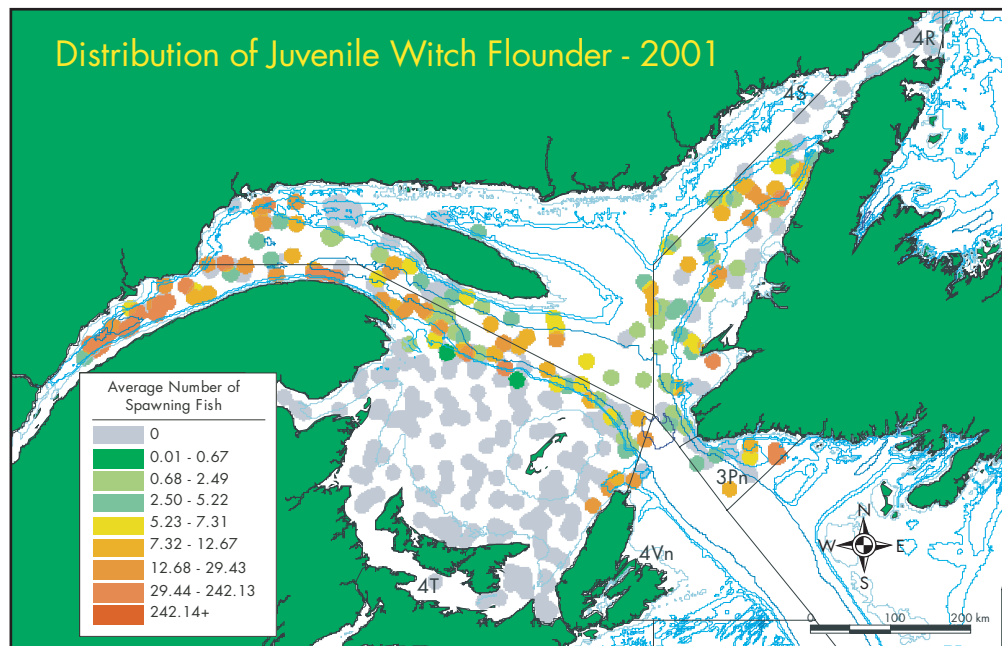 Distribution of Juvenile Witch Flounder - 2001
4R
4S
Average Number of
Spawning Fish
0
0.01 - 0.67
0.68 - 2.49
2.50 - 5.22
5.23 - 7.31
7.32 - 12.67
12.68 - 29.43
29.44 - 242.13
242.14+
3Pn
4Vn
4T
N
W E
S
0 100 200 km